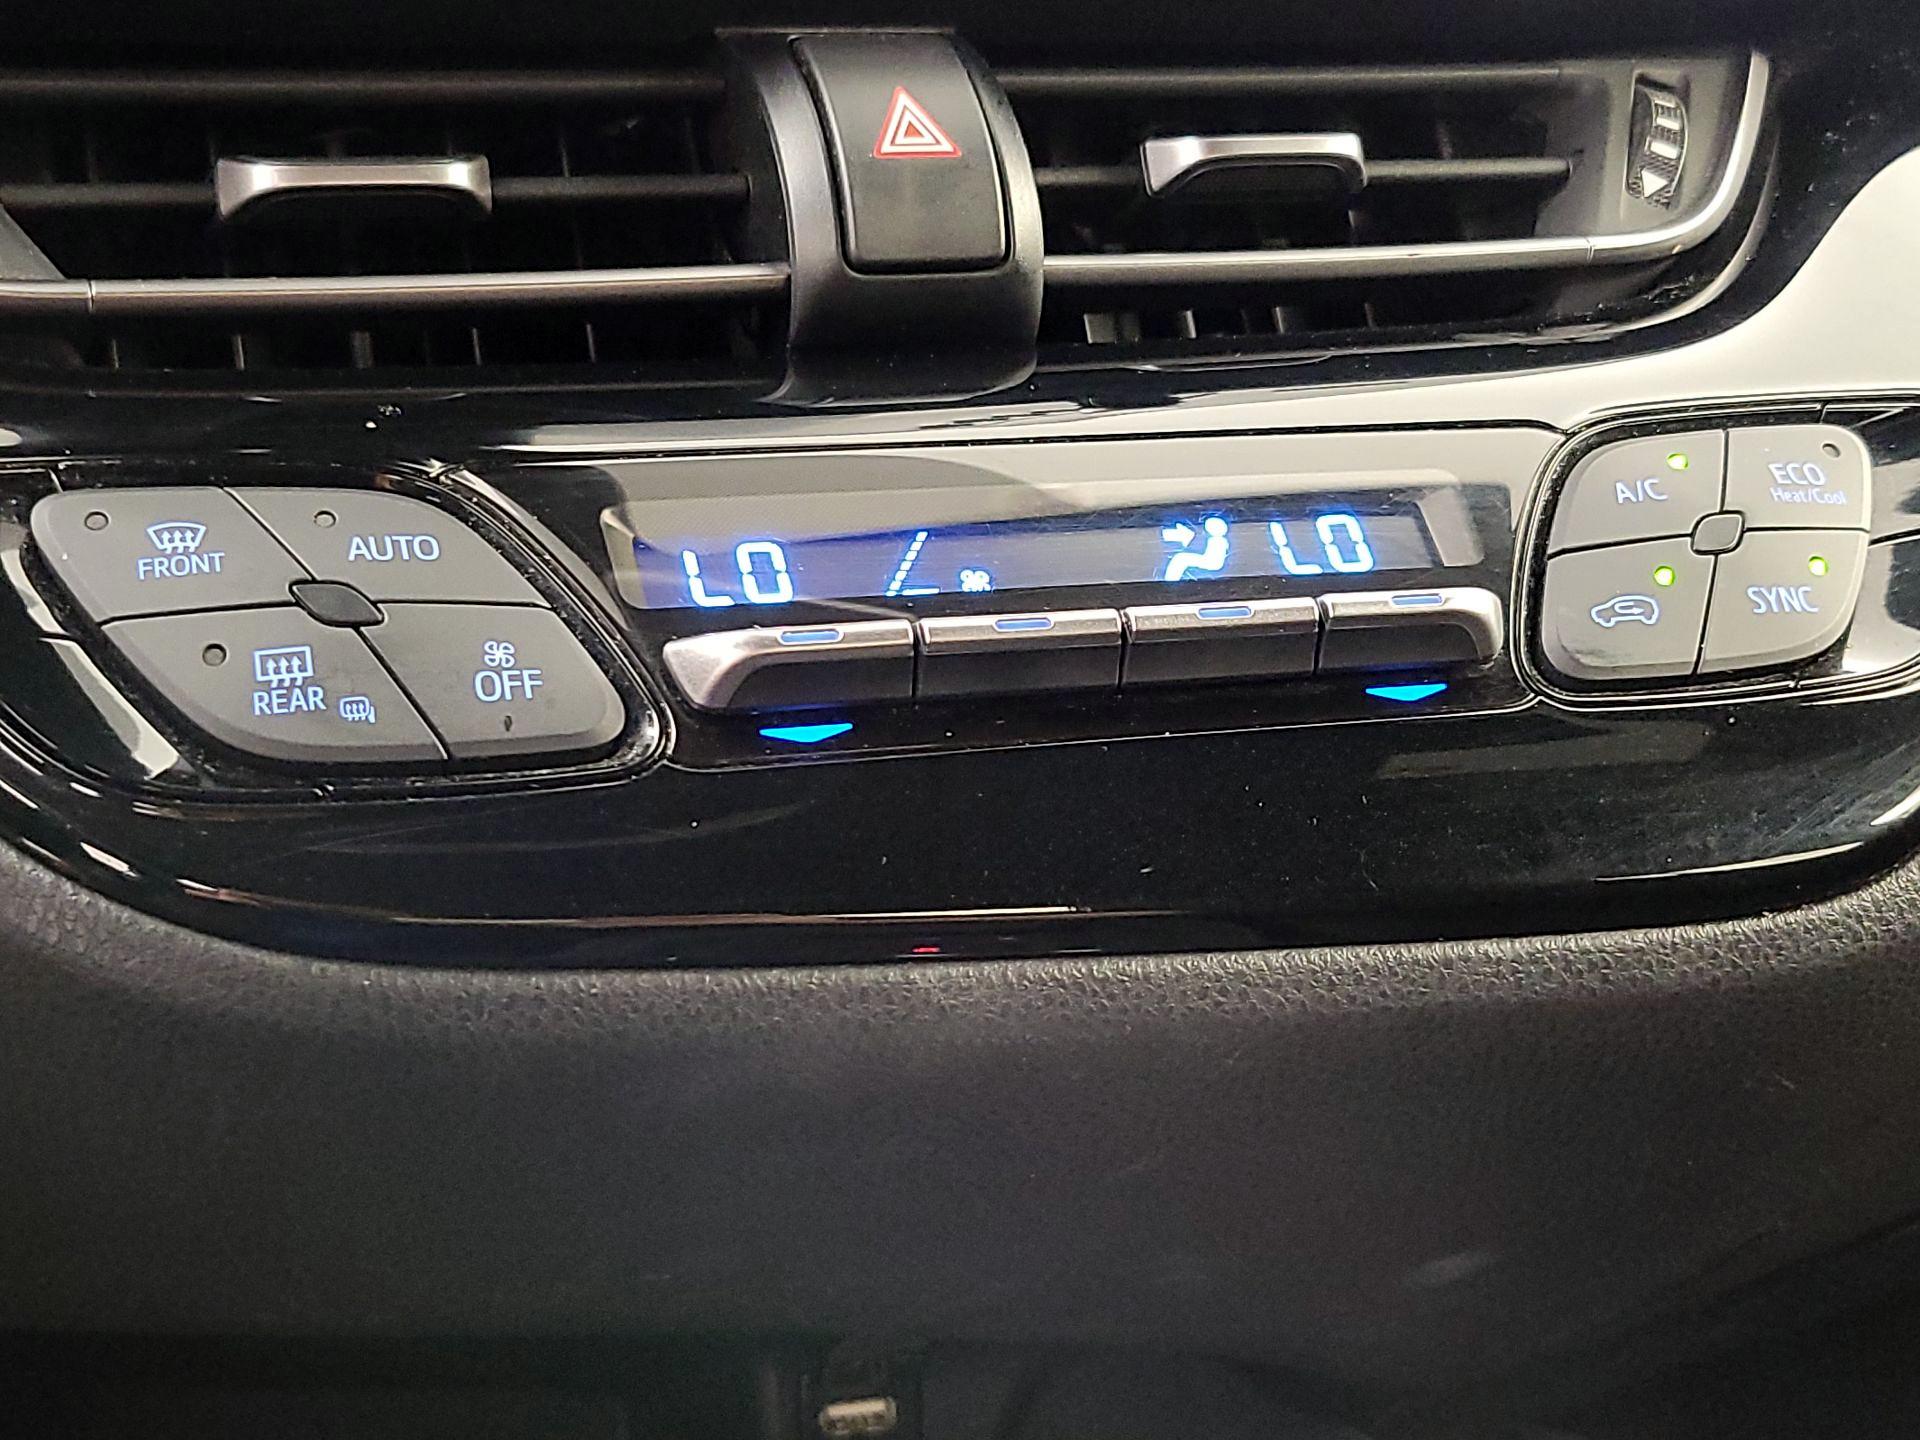 FRONT
AUTO
REAR
OFF
LO
LO
A/C
ECO
Heat/Cool
SYNC